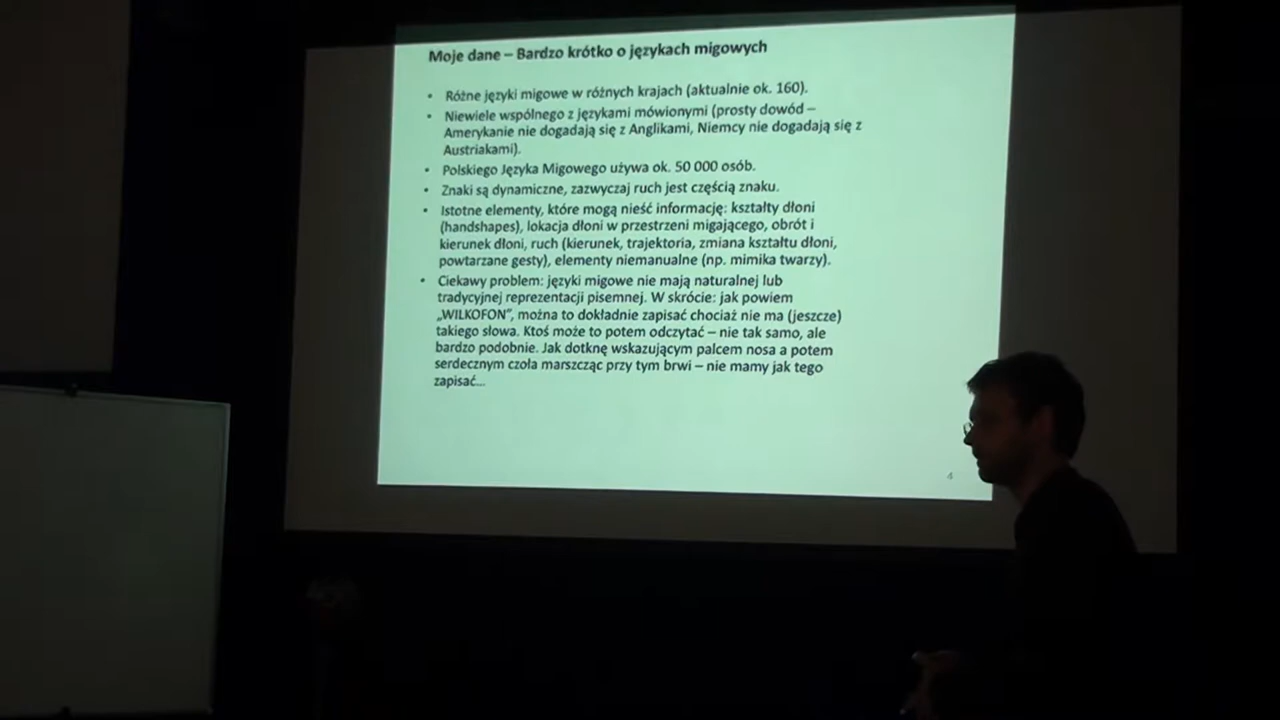 Moje dane – Bardzo krótko o językach migowych
• Różne języki migowe w różnych krajach (aktualnie ok. 160).
• Niewiele wspólnego z językami mówionymi (prosty dowód –
Amerykanie nie dogadają się z Anglikami, Niemcy nie dogadają się z
Austriakami).
• Polskiego Języka Migowego używa ok. 50 000 osób.
• Znaki są dynamiczne, zazwyczaj ruch jest częścią znaku.
• Istotne elementy, które mogą nieść informację: kształty dłoni
(handshapes), lokacja dłoni w przestrzeni migającego, obrót i
kierunek dłoni, ruch (kierunek, trajektoria, zmiana kształtu dłoni,
powtarzane gesty), elementy niemanualne (np. mimika twarzy).
• Ciekawy problem: języki migowe nie mają naturalnej lub
tradycyjnej reprezentacji pisemnej. W skrócie: jak powiem
„WILKOFON”, można to dokładnie zapisać chociaż nie ma (jeszcze)
takiego słowa. Ktoś może to potem odczytać – nie tak samo, ale
bardzo podobnie. Jak dotknę wskazującym palcem nosa a potem
serdecznym czoła marszcząc przy tym brwi – nie mamy jak tego
zapisać...
4